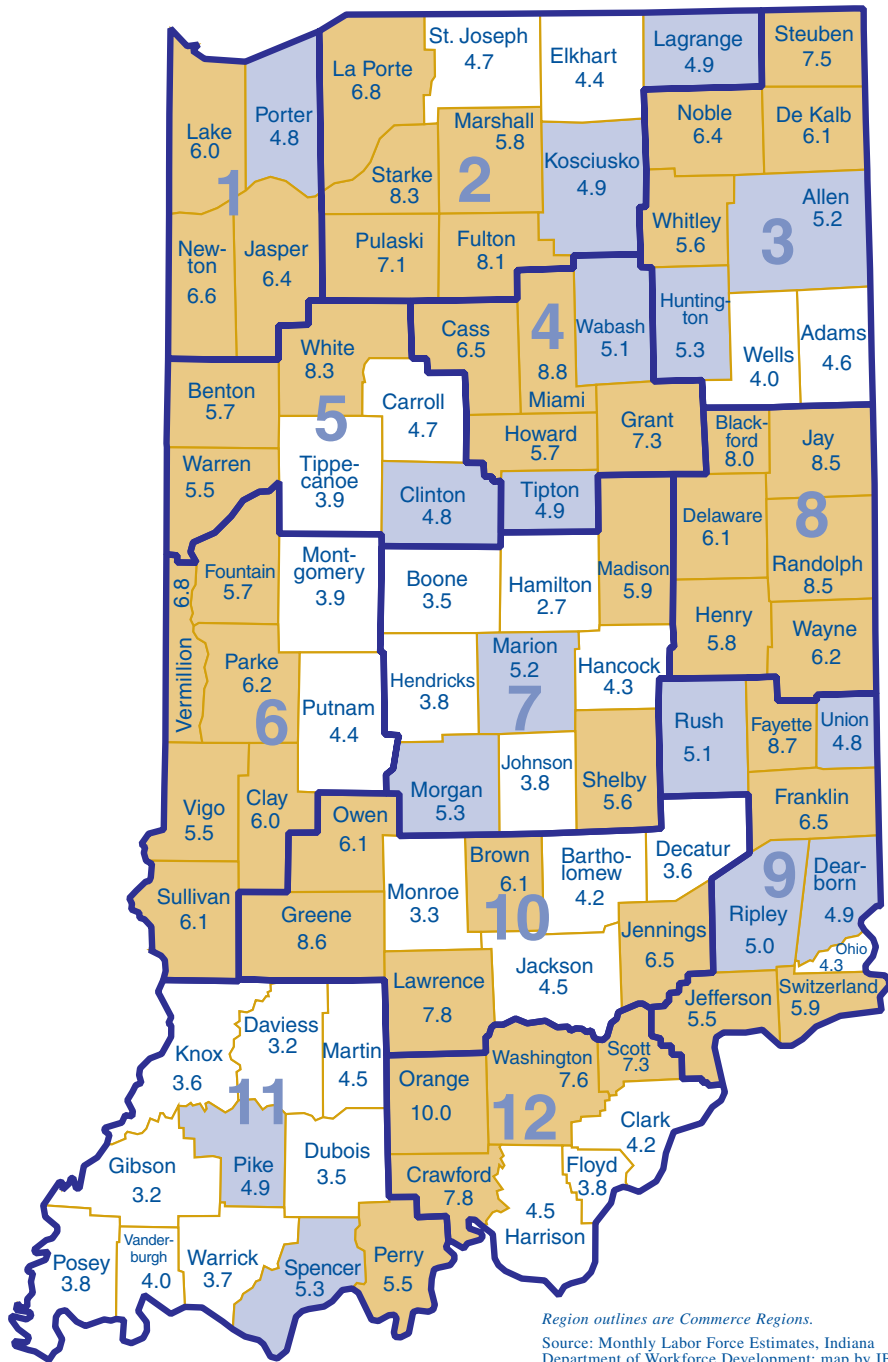 St. Joseph
4.7
Elkhart
4.4
Lagrange
4.9
Steuben
7.5
La Porte
6.8
Porter
4.8
Lake
6.0
1
Marshall
5.8
2
Starke
8.3
Kosciusko
4.9
Noble
6.4
De Kalb
6.1
Allen
5.2
3
Whitley
5.6
New-
ton
6.6
Jasper
6.4
Pulaski
7.1
Fulton
8.1
Hunting-
ton
5.3
Wells
4.0
Adams
4.6
White
8.3
Cass
6.5
4
8.8
Miami
Wabash
5.1
Benton
5.7
5
Carroll
4.7
Howard
5.7
Grant
7.3
Black-
ford
8.0
Jay
8.5
Warren
5.5
Tippe-
canoe
3.9
Clinton
4.8
Tipton
4.9
Delaware
6.1
8
Randolph
8.5
Mont-
gomery
3.9
Fountain
5.7
Vermillion
6.8
Boone
3.5
Hamilton
2.7
Madison
5.9
Henry
5.8
Wayne
6.2
Parke
6.2
6
Putnam
4.4
Hendricks
3.8
Marion
5.2
7
Hancock
4.3
Rush
5.1
Fayette
8.7
Union
4.8
Vigo
5.5
Clay
6.0
Morgan
5.3
Johnson
3.8
Shelby
5.6
Franklin
6.5
Owen
6.1
Sullivan
6.1
Greene
8.6
Monroe
3.3
Brown
6.1
10
Bartho-
lomew
4.2
Decatur
3.6
9
Ripley
5.0
Dear-
born
4.9
Ohio
4.3
Jennings
6.5
Jackson
4.5
Lawrence
7.8
Jefferson
5.5
Switzerland
5.9
Knox
3.6
Daviess
3.2
Martin
4.5
11
Orange
10.0
Washington
7.6
12
Scott
7.3
Clark
4.2
Gibson
3.2
Pike
4.9
Dubois
3.5
Crawford
7.8
Floyd
3.8
4.5
Harrison
Posey
3.8
Vander-
burgh
4.0
Warrick
3.7
Spencer
5.3
Perry
5.5
Region outlines are Commerce Regions.
Source: Monthly Labor Force Estimates, Indiana
Department of Workforce Development; map by